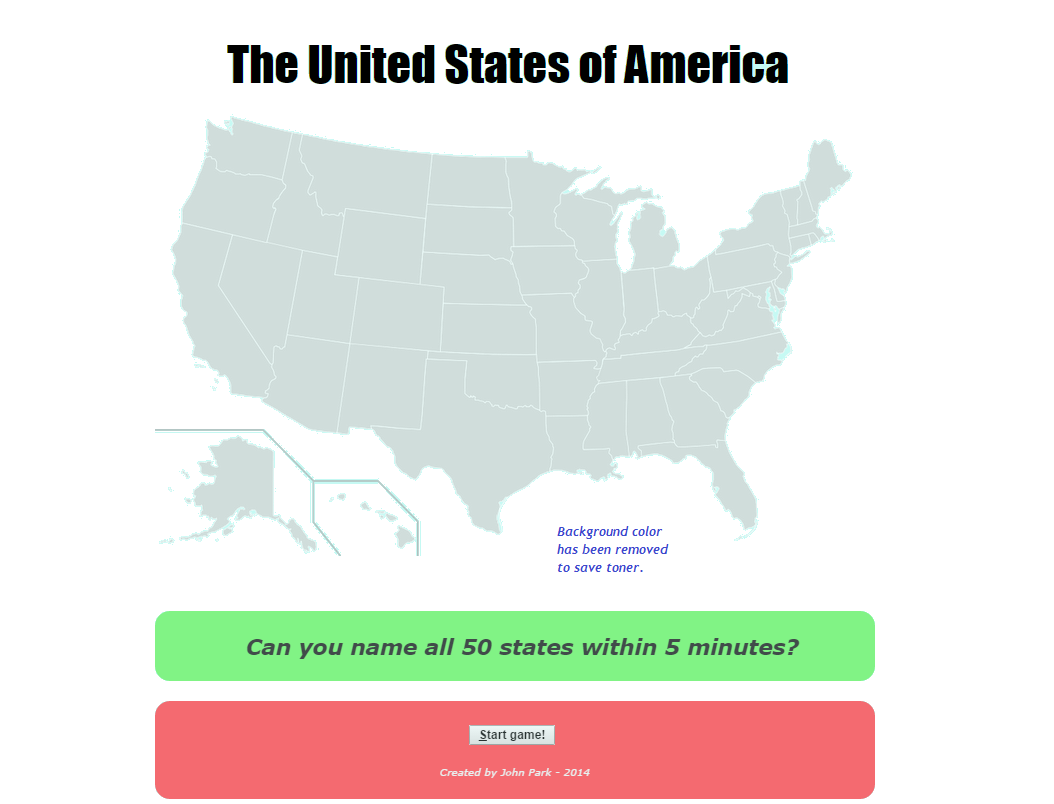 The United States of America
Background color
has been removed
to save toner.
Can you name all 50 states within 5 minutes?
Start game!
Created by John Park - 2014